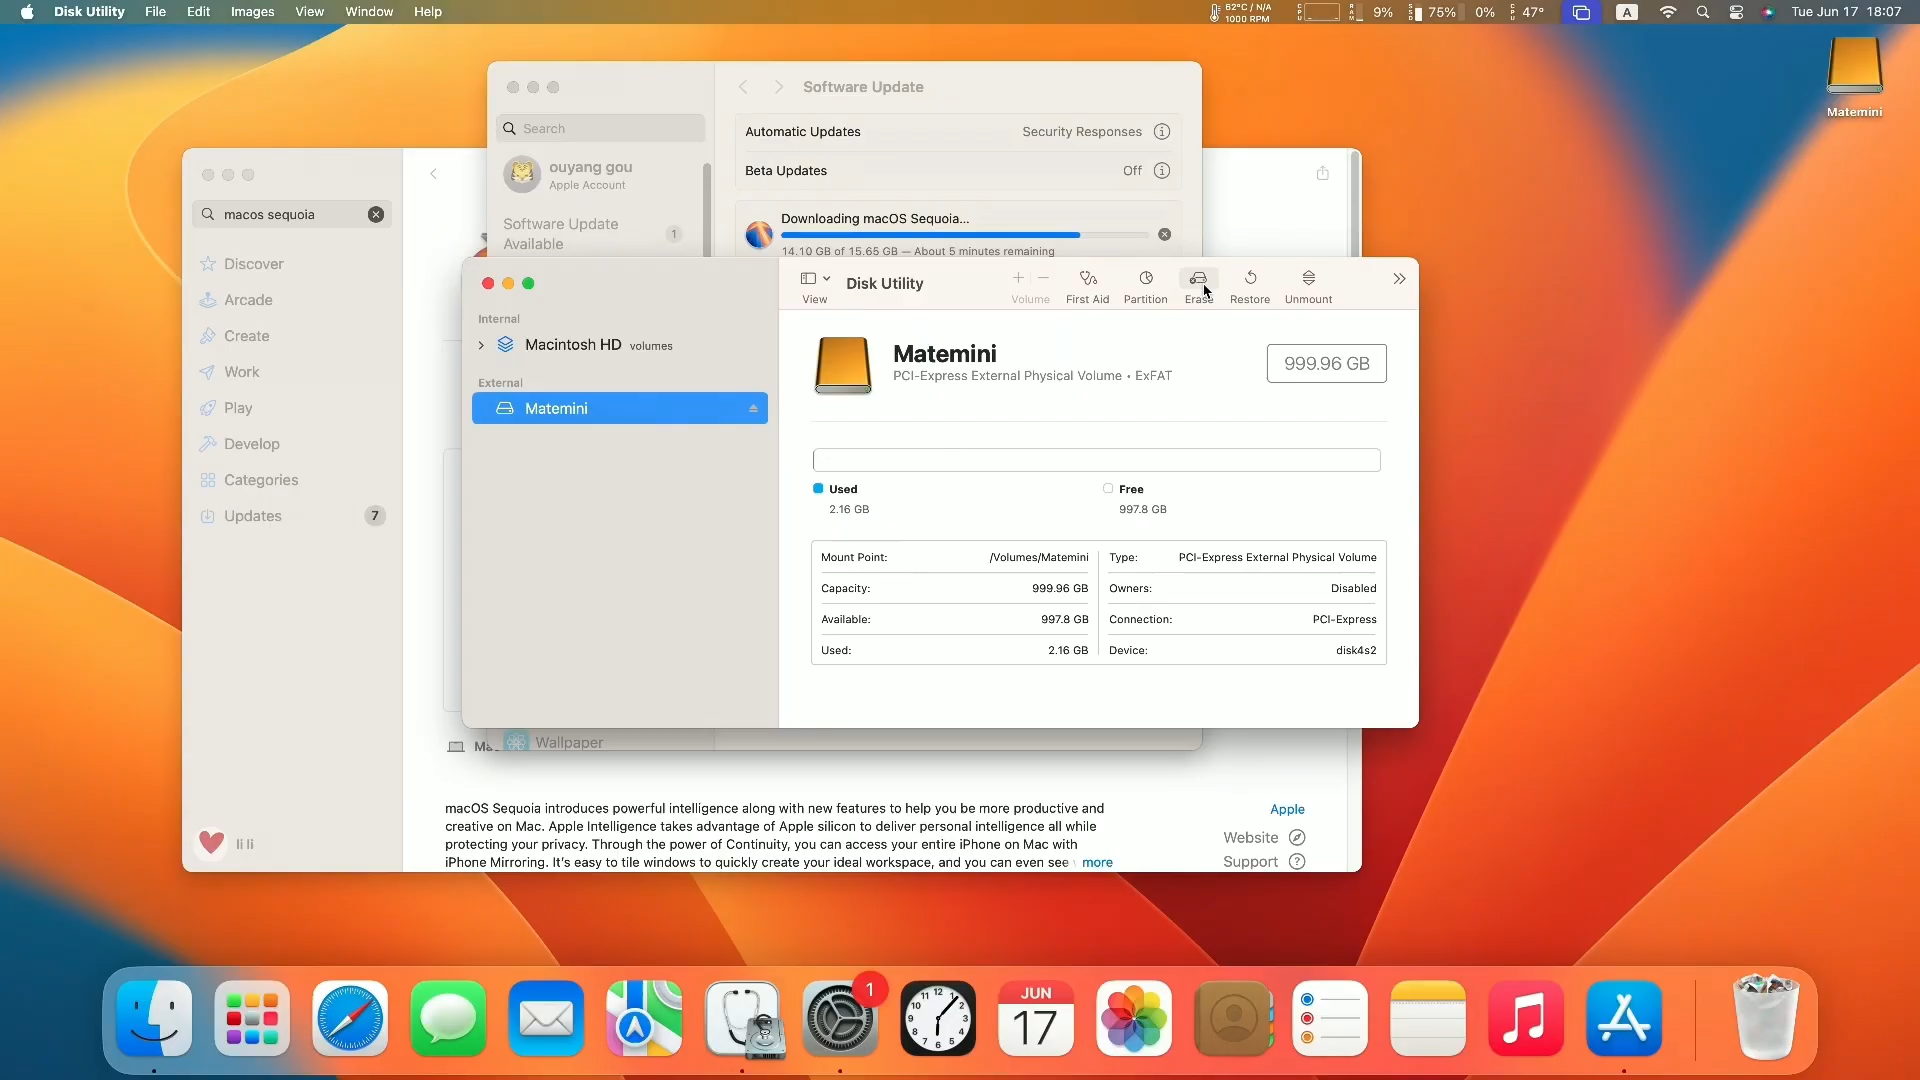 Disk Utility File Edit Images View Window Help
62°C / N/A
1000 RPM
9% 75% 0% 47° A Tue Jun 17 18:07
Matemini
Software Update
Search
ouyang gou
Apple Account
Software Update
Available
1
Automatic Updates Security Responses
Beta Updates Off
Downloading macOS Sequoia...
14.10 GB of 15.65 GB — About 5 minutes remaining
macos sequoia
Discover
Arcade
Create
Work
Play
Develop
Categories
Updates 7
li li
Disk Utility
View
Volume First Aid Partition Erase Restore Unmount
Internal
Macintosh HD volumes
External
Matemini
Matemini
PCI-Express External Physical Volume • ExFAT
999.96 GB
Used
2.16 GB
Free
997.8 GB
Mount Point: /Volumes/Matemini
Capacity: 999.96 GB
Available: 997.8 GB
Used: 2.16 GB
Type: PCI-Express External Physical Volume
Owners: Disabled
Connection: PCI-Express
Device: disk4s2
Wallpaper
macOS Sequoia introduces powerful intelligence along with new features to help you be more productive and
creative on Mac. Apple Intelligence takes advantage of Apple silicon to deliver personal intelligence all while
protecting your privacy. Through the power of Continuity, you can access your entire iPhone on Mac with
iPhone Mirroring. It's easy to tile windows to quickly create your ideal workspace, and you can even see more
Apple
Website
Support
1
JUN
17